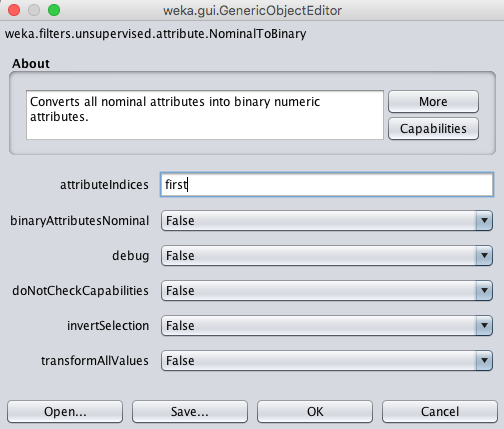 weka.gui.GenericObjectEditor
weka.filters.unsupervised.attribute.NominalToBinary
About
Converts all nominal attributes into binary numeric
attributes.
More
Capabilities
attributeIndices first
binaryAttributesNominal False
debug False
doNotCheckCapabilities False
invertSelection False
transformAllValues False
Open... Save... OK Cancel